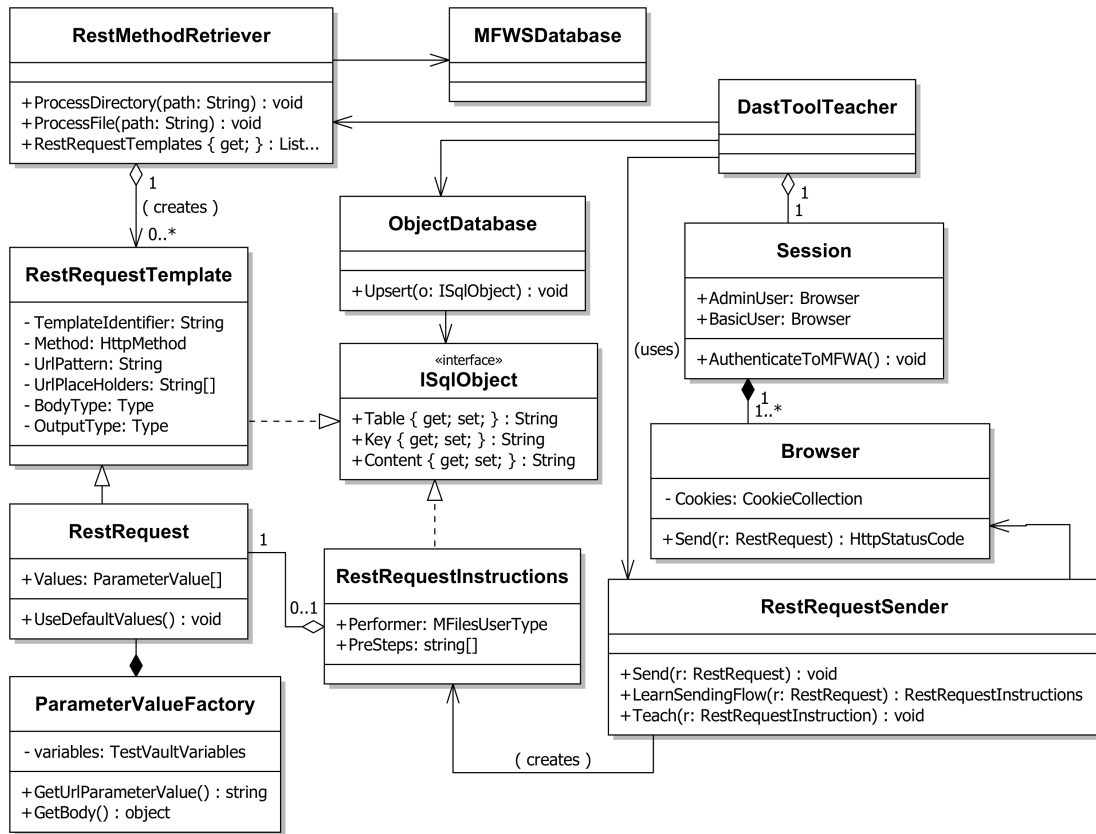 RestMethodRetriever
+ProcessDirectory(path: String) : void
+ProcessFile(path: String) : void
+RestRequestTemplates { get; } : List...
MFWSDatabase
DastToolTeacher
1
( creates )
0..*
ObjectDatabase
+Upsert(o: ISqlObject) : void
1
1
Session
+AdminUser: Browser
+BasicUser: Browser
+AuthenticateToMFWA() : void
RestRequestTemplate
- TemplateIdentifier: String
- Method: HttpMethod
- UrlPattern: String
- UrlPlaceHolders: String[]
- BodyType: Type
- OutputType: Type
«interface»
ISqlObject
+Table { get; set; } : String
+Key { get; set; } : String
+Content { get; set; } : String
(uses)
1
1..*
Browser
- Cookies: CookieCollection
+Send(r: RestRequest) : HttpStatusCode
RestRequest
+Values: ParameterValue[]
+UseDefaultValues() : void
1
0..1
RestRequestInstructions
+Performer: MFilesUserType
+PreSteps: string[]
RestRequestSender
+Send(r: RestRequest) : void
+LearnSendingFlow(r: RestRequest) : RestRequestInstructions
+Teach(r: RestRequestInstruction) : void
( creates )
ParameterValueFactory
- variables: TestVaultVariables
+GetUrlParameterValue() : string
+GetBody() : object